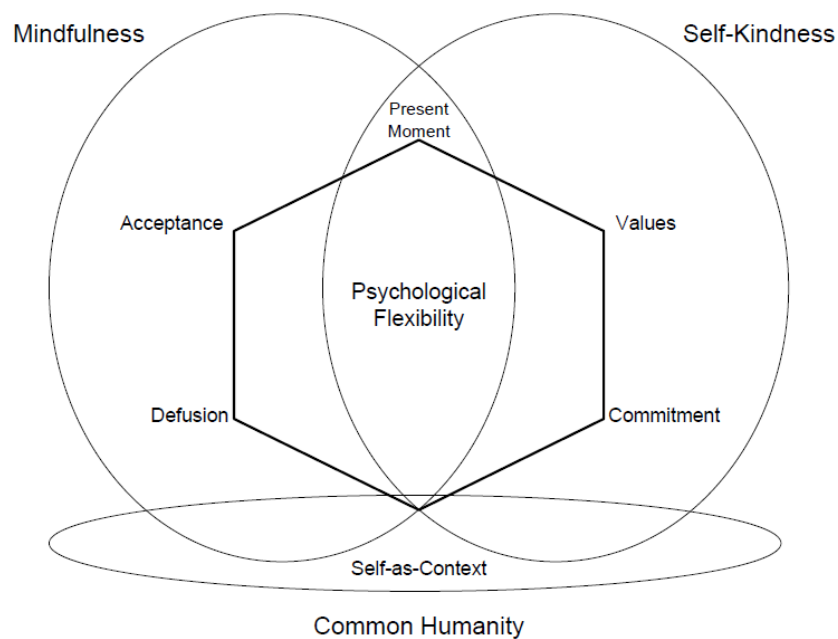 Mindfulness
Self-Kindness
Present
Moment
Acceptance
Values
Psychological
Flexibility
Defusion
Commitment
Self-as-Context
Common Humanity